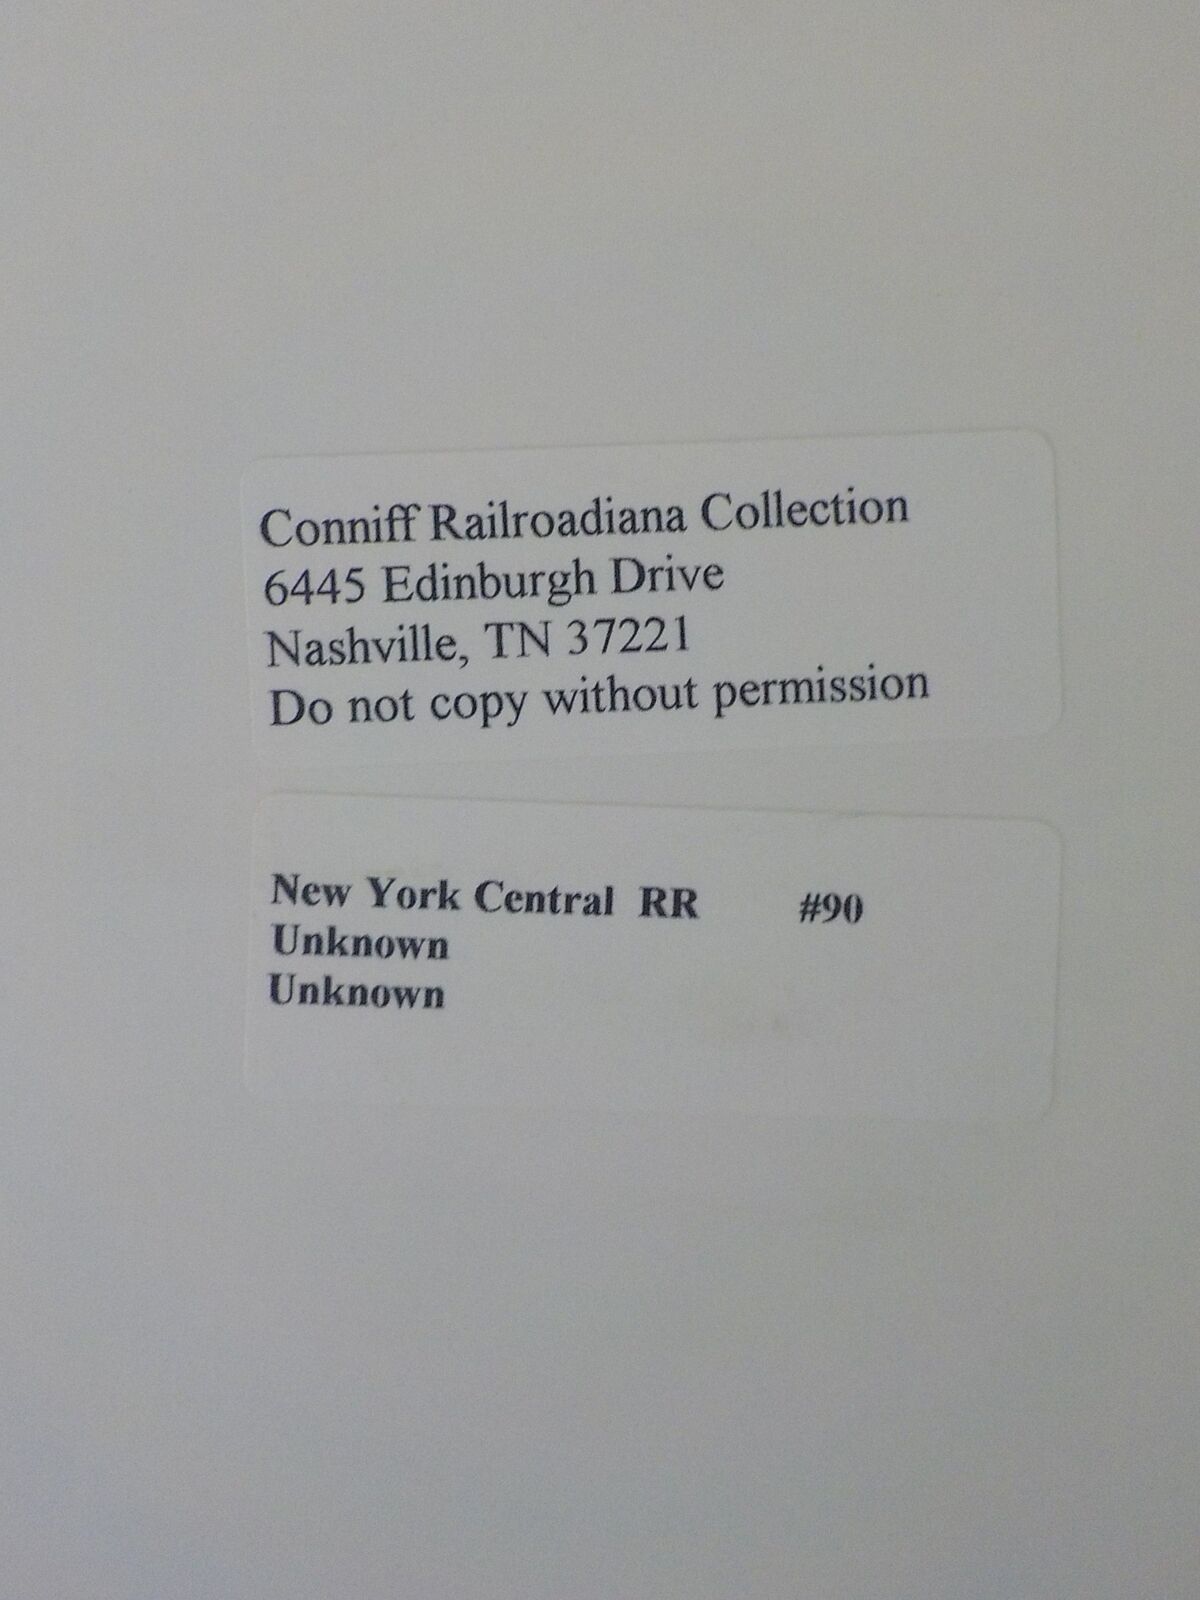 Conniff Railroadiana Collection
6445 Edinburgh Drive
Nashville, TN 37221
Do not copy without permission
New York Central RR #90
Unknown
Unknown